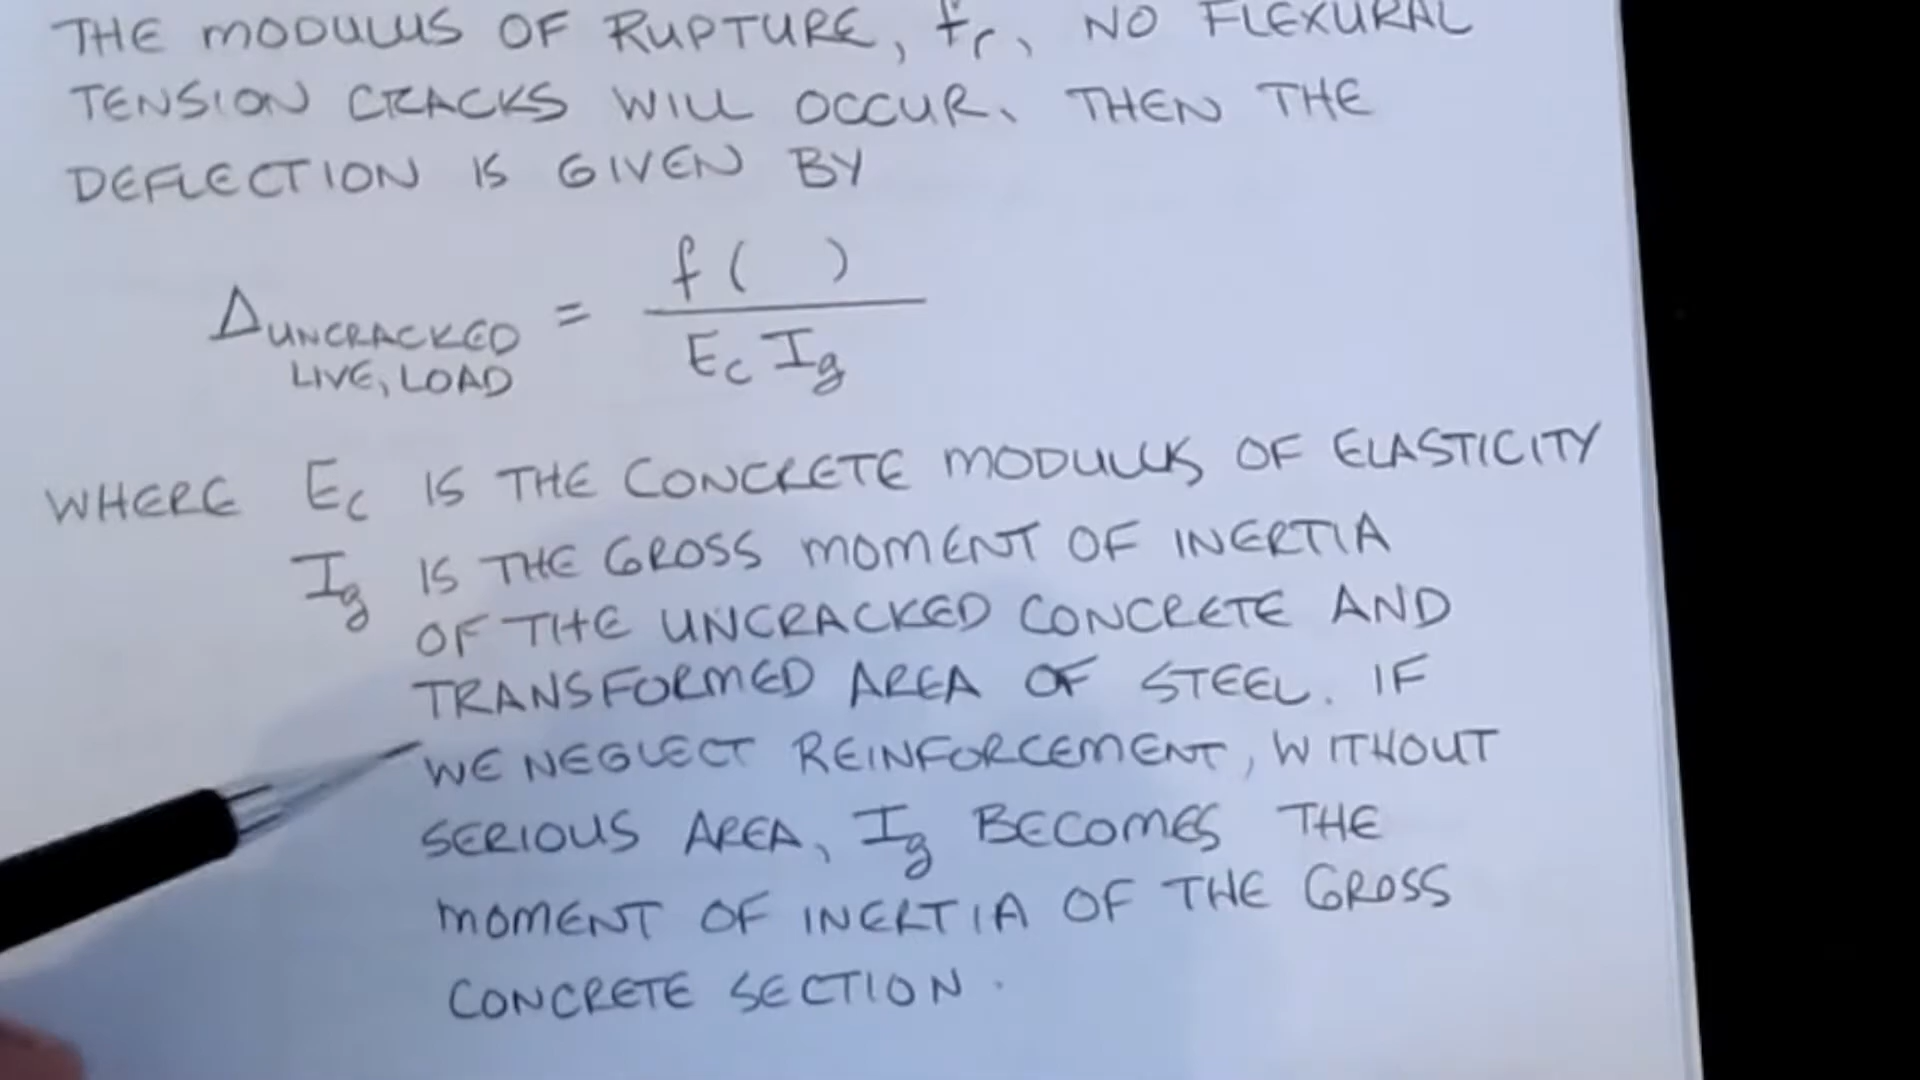 THE MODULUS OF RUPTURE, fr, NO FLEXURAL
TENSION CRACKS WILL OCCUR. THEN THE
DEFLECTION IS GIVEN BY
Δ UNCRACKED LIVE, LOAD = f( ) / Ec Ig
WHERE Ec IS THE CONCRETE MODULUS OF ELASTICITY
Ig IS THE GROSS MOMENT OF INERTIA
OF THE UNCRACKED CONCRETE AND
TRANSFORMED AREA OF STEEL. IF
WE NEGLECT REINFORCEMENT, WITHOUT
SERIOUS AREA, Ig BECOMES THE
MOMENT OF INERTIA OF THE GROSS
CONCRETE SECTION.